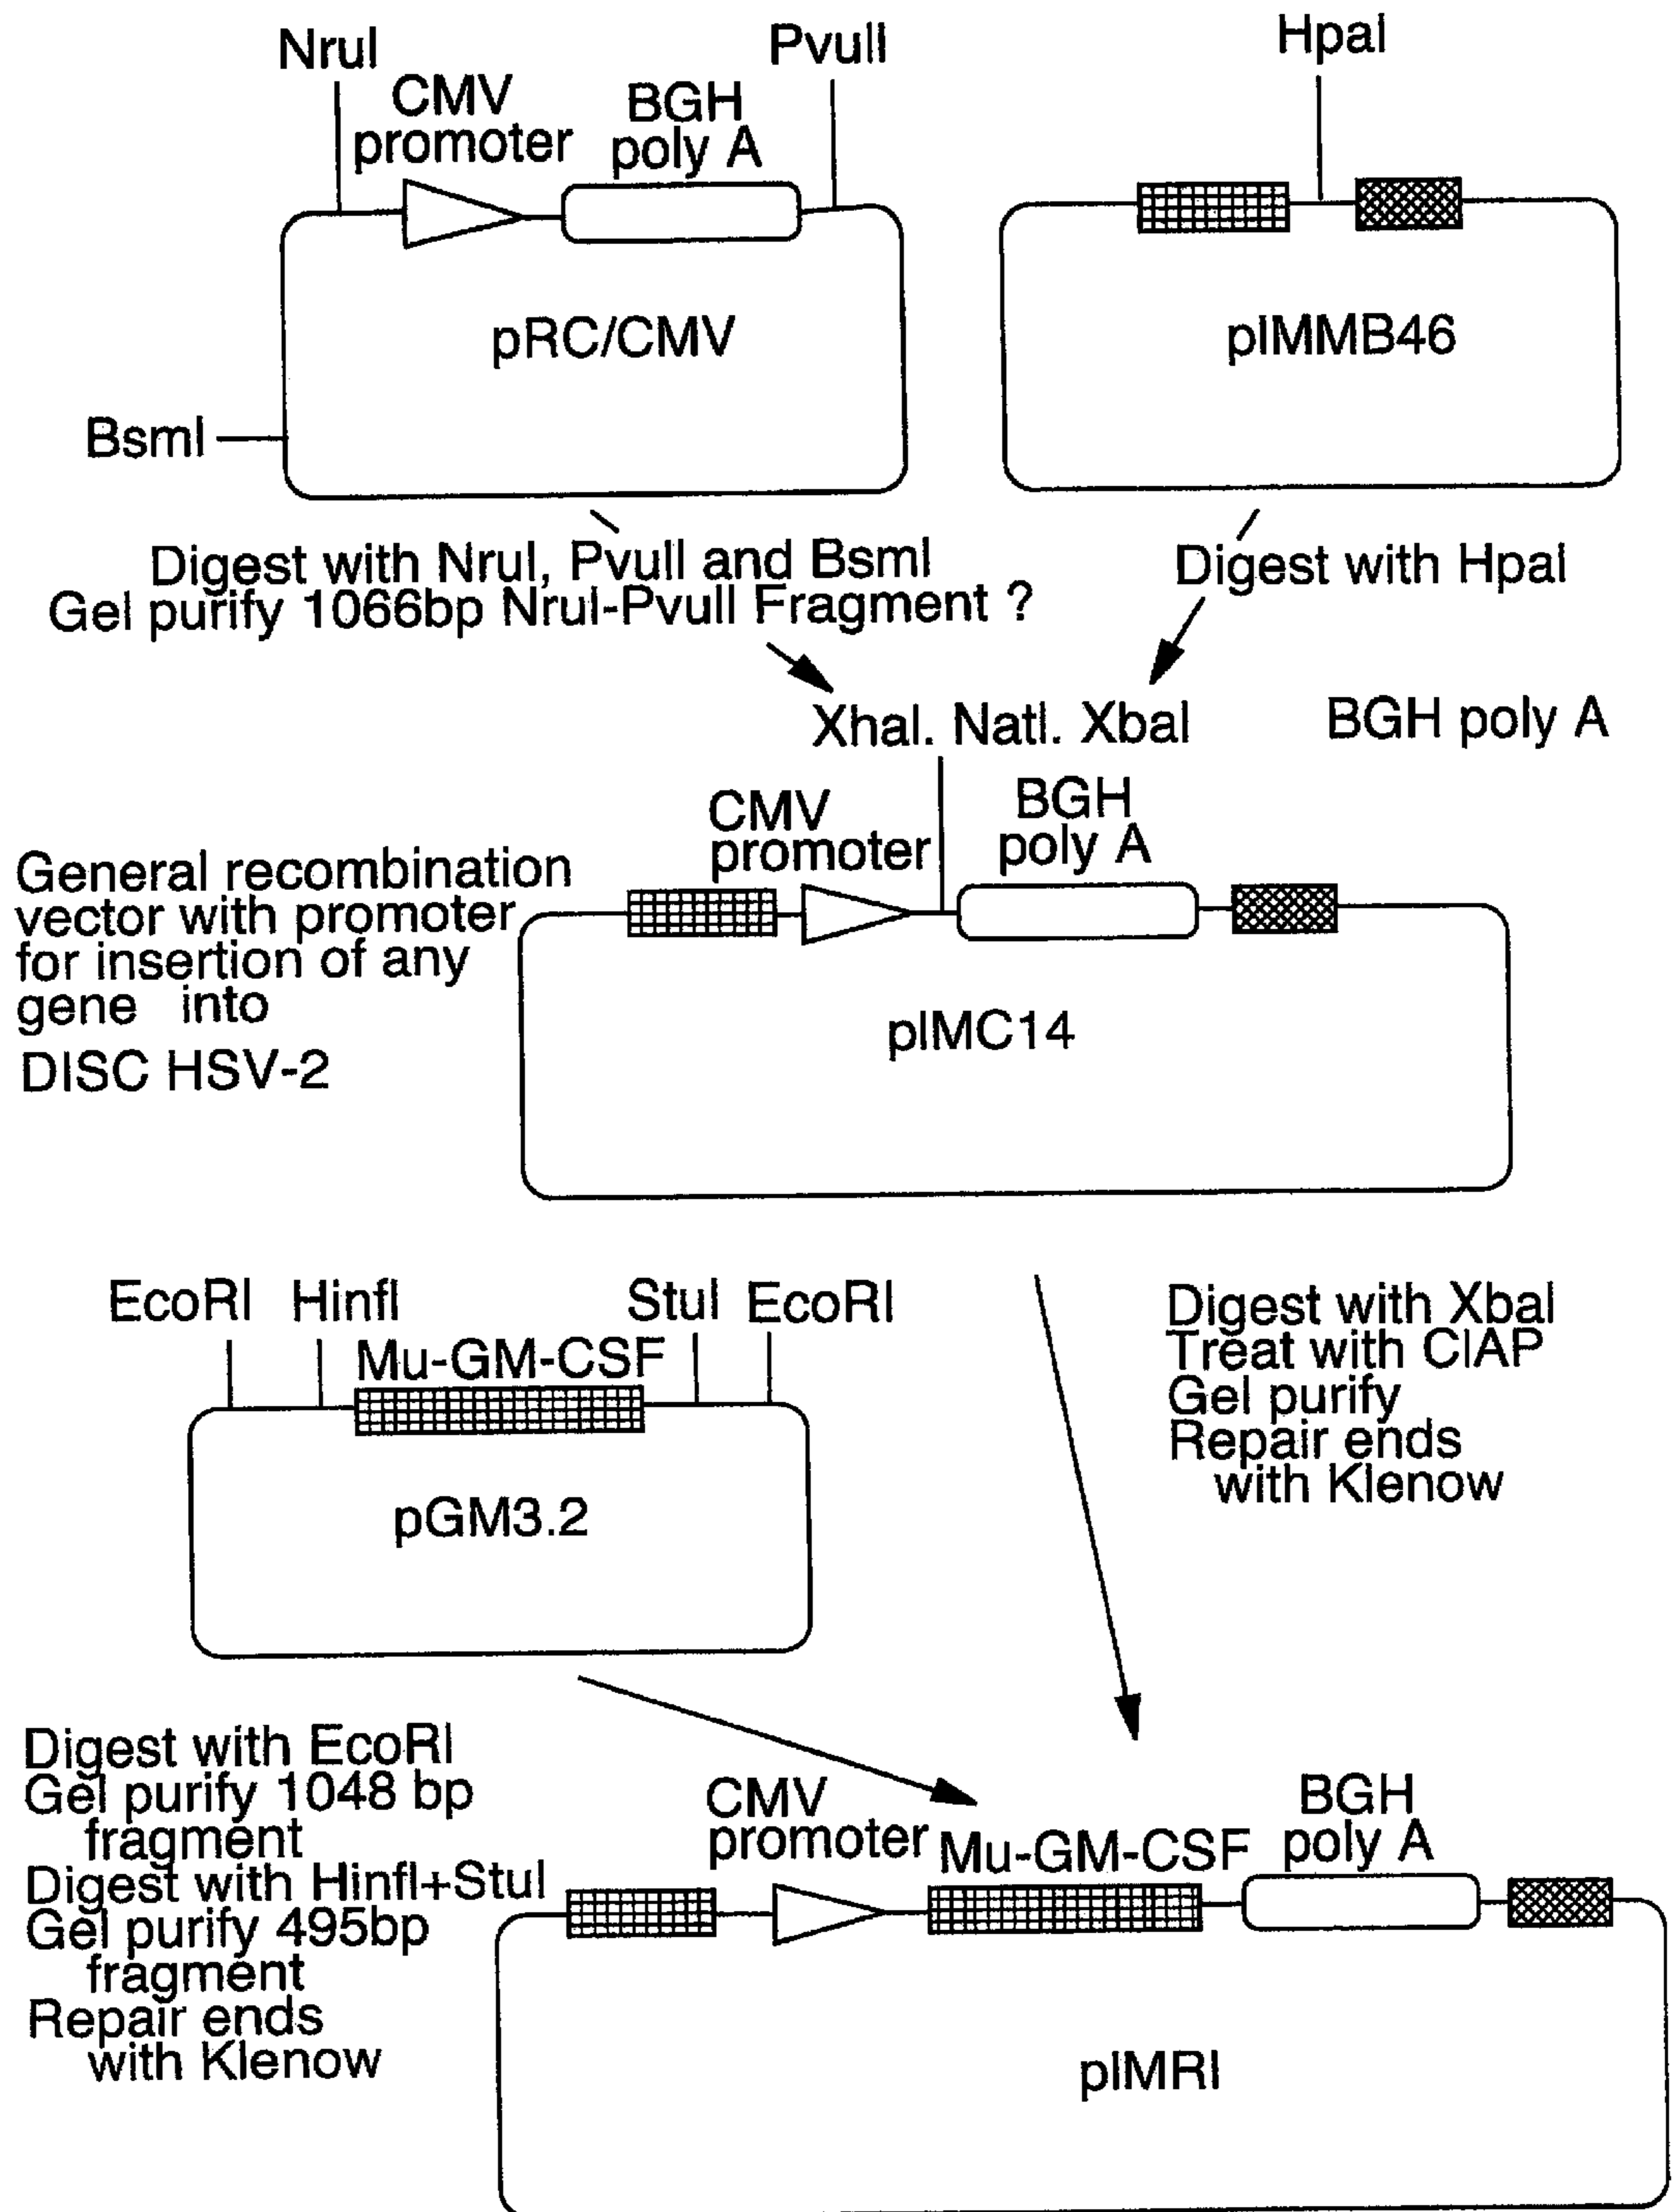 NruI
PvuII
HpaI
CMV
promoter
BGH
poly A
pRC/CMV
pIMMB46
BsmI
Digest with NruI, PvuII and BsmI
Gel purify 1066bp NruI-PvuII Fragment ?
Digest with HpaI
XhaI. NatI. XbaI
BGH poly A
CMV
promoter
BGH
poly A
General recombination
vector with promoter
for insertion of any
gene into
DISC HSV-2
pIMC14
EcoRI
HinfI
StuI
EcoRI
Mu-GM-CSF
pGM3.2
Digest with XbaI
Treat with CIAP
Gel purify
Repair ends
with Klenow
Digest with EcoRI
Gel purify 1048 bp
fragment
Digest with HinfI+StuI
Gel purify 495bp
fragment
Repair ends
with Klenow
CMV
promoter
Mu-GM-CSF
BGH
poly A
pIMRI